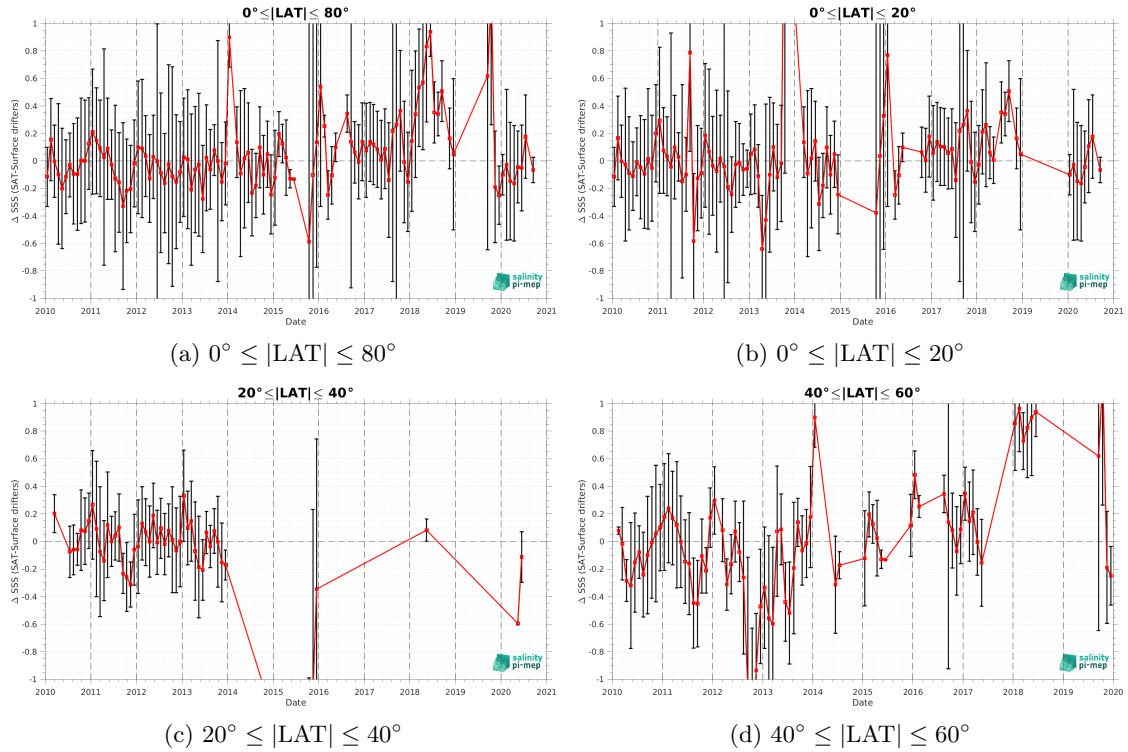 0°≤|LAT|≤ 80°
Δ SSS (SAT-Surface drifters)
1
0.8
0.6
0.4
0.2
0
-0.2
-0.4
-0.6
-0.8
-1
2010 2011 2012 2013 2014 2015 2016 2017 2018 2019 2020 2021
Date
salinity
pi-mep
(a) 0° ≤ |LAT| ≤ 80°
0°≤|LAT|≤ 20°
Δ SSS (SAT-Surface drifters)
1
0.8
0.6
0.4
0.2
0
-0.2
-0.4
-0.6
-0.8
-1
2010 2011 2012 2013 2014 2015 2016 2017 2018 2019 2020 2021
Date
salinity
pi-mep
(b) 0° ≤ |LAT| ≤ 20°
20°≤|LAT|≤ 40°
Δ SSS (SAT-Surface drifters)
1
0.8
0.6
0.4
0.2
0
-0.2
-0.4
-0.6
-0.8
-1
2010 2011 2012 2013 2014 2015 2016 2017 2018 2019 2020 2021
Date
salinity
pi-mep
(c) 20° ≤ |LAT| ≤ 40°
40°≤|LAT|≤ 60°
Δ SSS (SAT-Surface drifters)
1
0.8
0.6
0.4
0.2
0
-0.2
-0.4
-0.6
-0.8
-1
2010 2011 2012 2013 2014 2015 2016 2017 2018 2019 2020
Date
salinity
pi-mep
(d) 40° ≤ |LAT| ≤ 60°